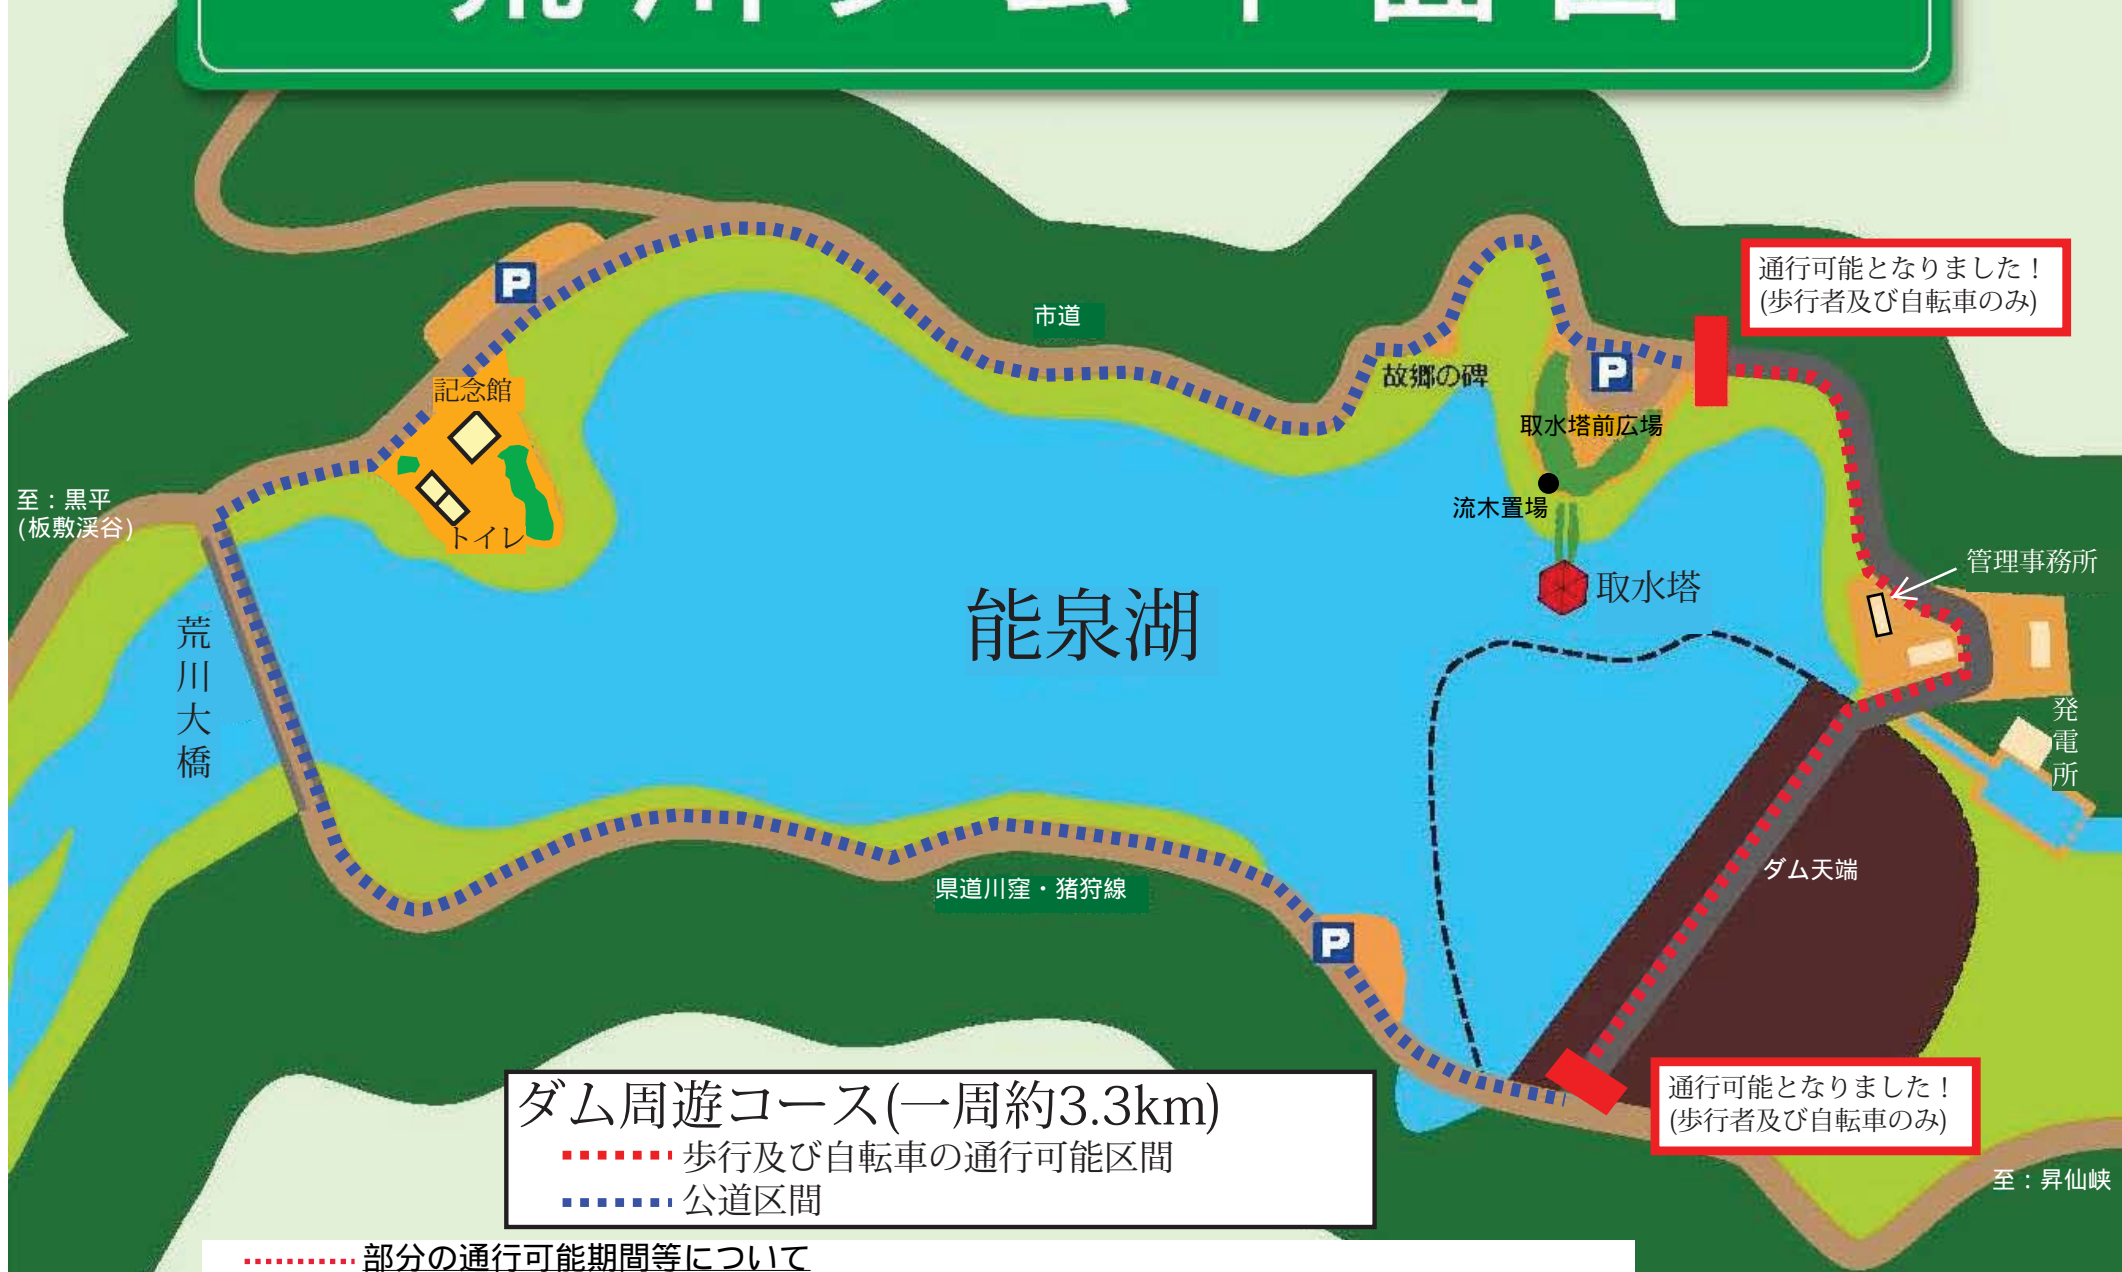 荒川ダム平面図
通行可能となりました！
(歩行者及び自転車のみ)
P
市道
故郷の碑
P
記念館
取水塔前広場
至：黒平
(板敷渓谷)
流木置場
トイレ
管理事務所
取水塔
能泉湖
荒川大橋
発電所
ダム天端
県道川窪・猪狩線
P
通行可能となりました！
(歩行者及び自転車のみ)
ダム周遊コース(一周約3.3km)
歩行及び自転車の通行可能区間
公道区間
至：昇仙峡
部分の通行可能期間等について